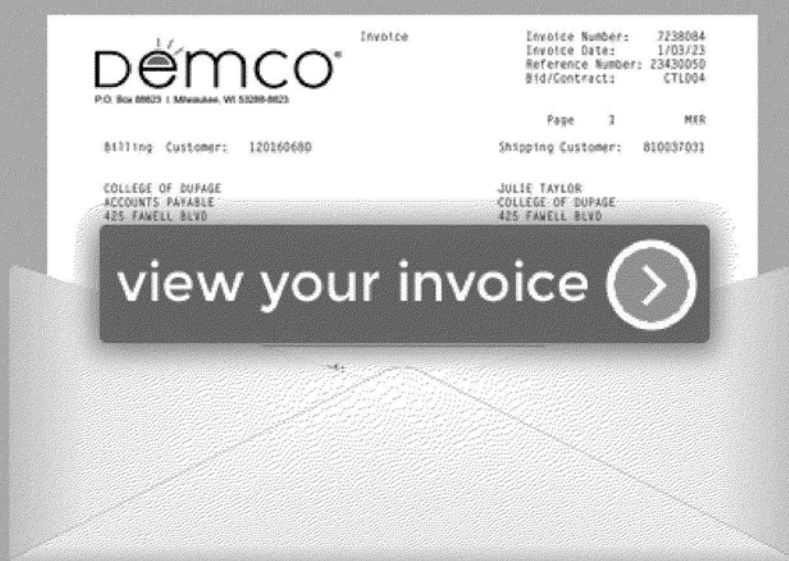 Invoice
Invoice Number: 7238084
Invoice Date: 1/03/23
Reference Number: 23430050
Bid/Contract: CTL004
Dēmco®
P.O. Box 88623 | Milwaukee, WI 53288-8623
Page 3 MXR
Billing Customer: 120160680
Shipping Customer: 810037031
COLLEGE OF DUPAGE
ACCOUNTS PAYABLE
425 FAWELL BLVD
JULIE TAYLOR
COLLEGE OF DUPAGE
425 FAWELL BLVD
view your invoice